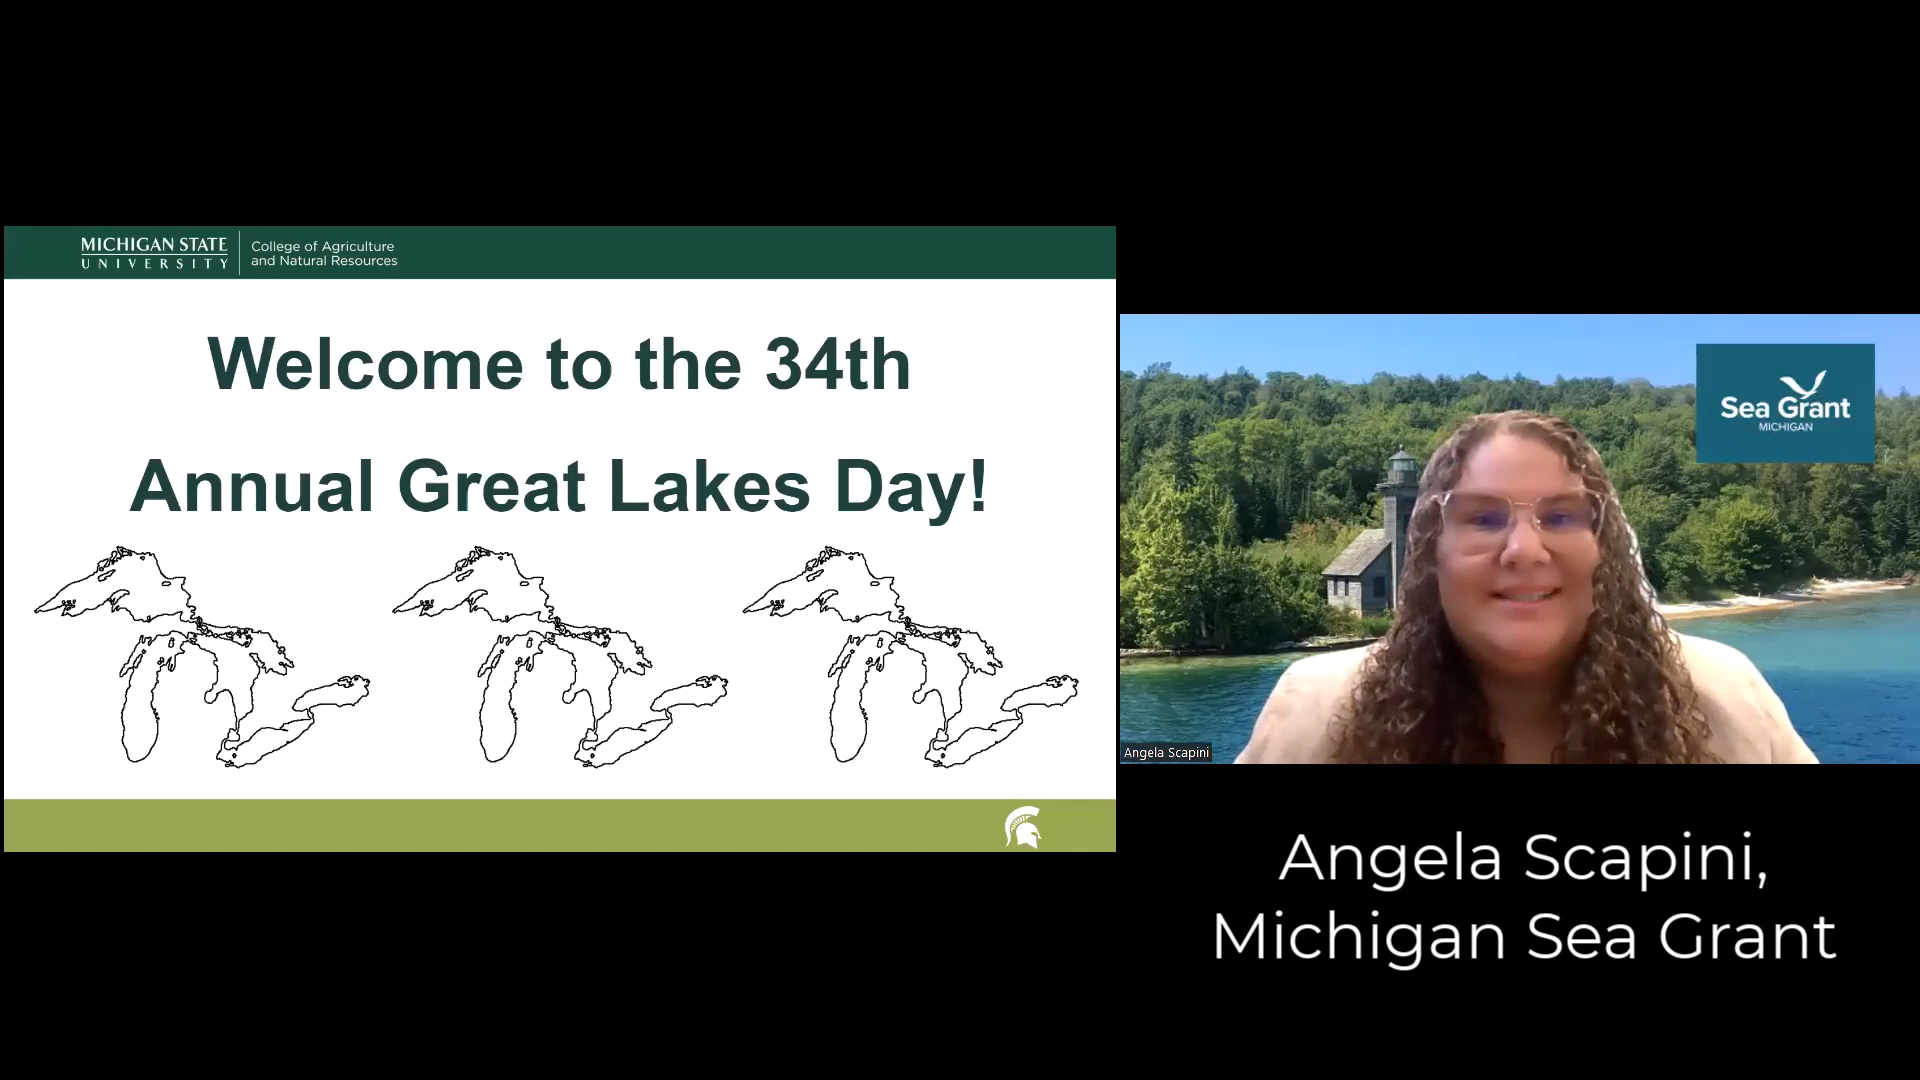 MICHIGAN STATE
UNIVERSITY
College of Agriculture
and Natural Resources
Welcome to the 34th
Annual Great Lakes Day!
Sea Grant
MICHIGAN
Angela Scapini
Angela Scapini,
Michigan Sea Grant